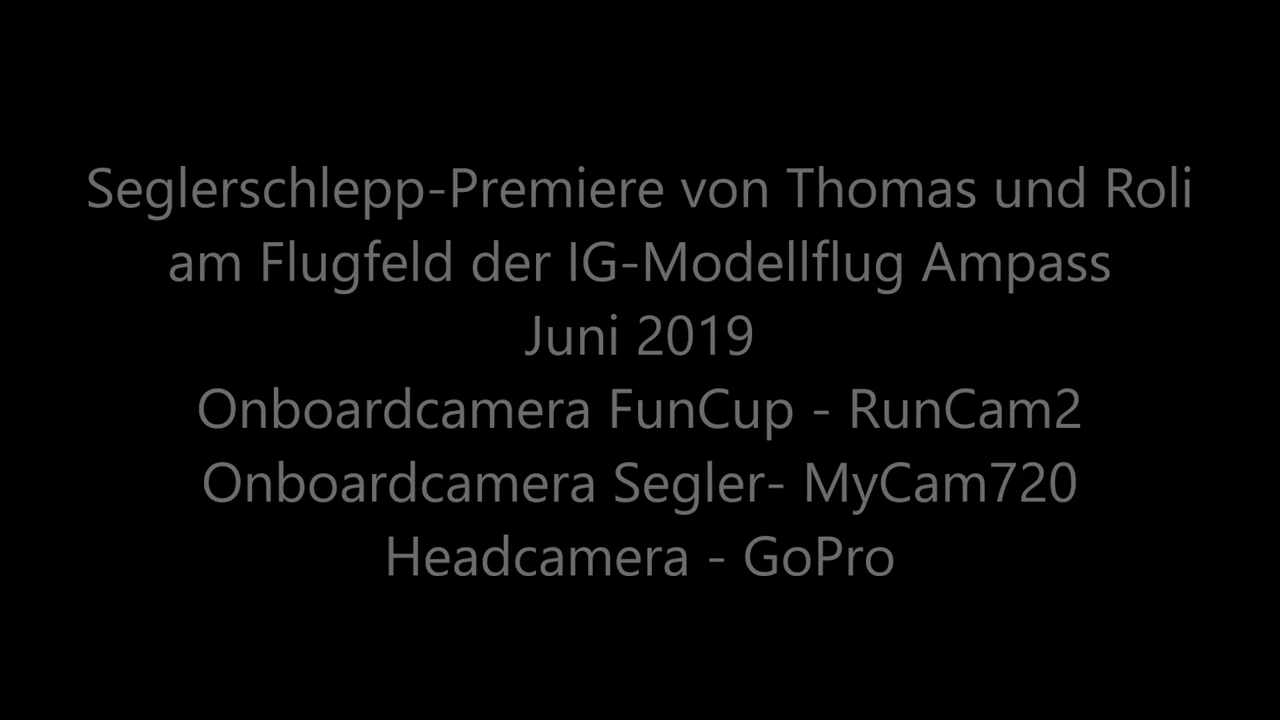 Seglerschlepp-Premiere von Thomas und Roli
am Flugfeld der IG-Modellflug Ampass
Juni 2019
Onboardcamera FunCup - RunCam2
Onboardcamera Segler- MyCam720
Headcamera - GoPro